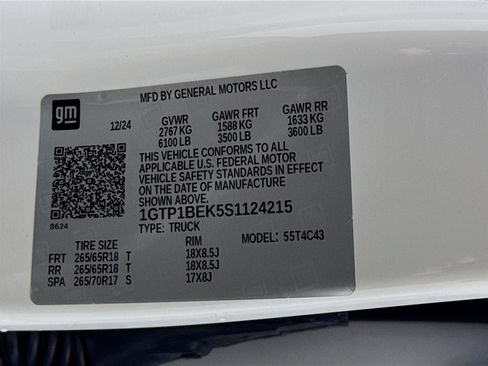 gm
MFD BY GENERAL MOTORS LLC
12/24 GVWR GAWR FRT GAWR RR
2767 KG 1588 KG 1633 KG
6100 LB 3500 LB 3600 LB
THIS VEHICLE CONFORMS TO ALL
APPLICABLE U.S. FEDERAL MOTOR
VEHICLE SAFETY STANDARDS IN EFFECT
ON THE DATE OF MANUFACTURE
SHOWN ABOVE.
1GTP1BEK5S1124215
8624 TYPE: TRUCK MODEL: 55T4C43
TIRE SIZE RIM
FRT 265/65R18 T 18X8.5J
RR 265/65R18 T 18X8.5J
SPA 265/70R17 S 17X8J